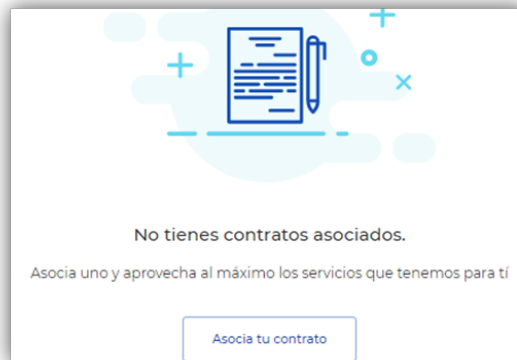 No tienes contratos asociados.
Asocia uno y aprovecha al máximo los servicios que tenemos para tí
Asocia tu contrato